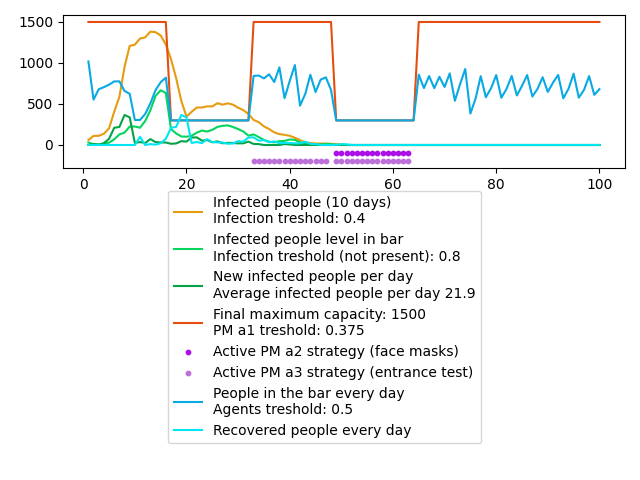 1500
1000
500
0
0 20 40 60 80 100
Infected people (10 days)
Infection treshold: 0.4
Infected people level in bar
Infection treshold (not present): 0.8
New infected people per day
Average infected people per day 21.9
Final maximum capacity: 1500
PM a1 treshold: 0.375
Active PM a2 strategy (face masks)
Active PM a3 strategy (entrance test)
People in the bar every day
Agents treshold: 0.5
Recovered people every day